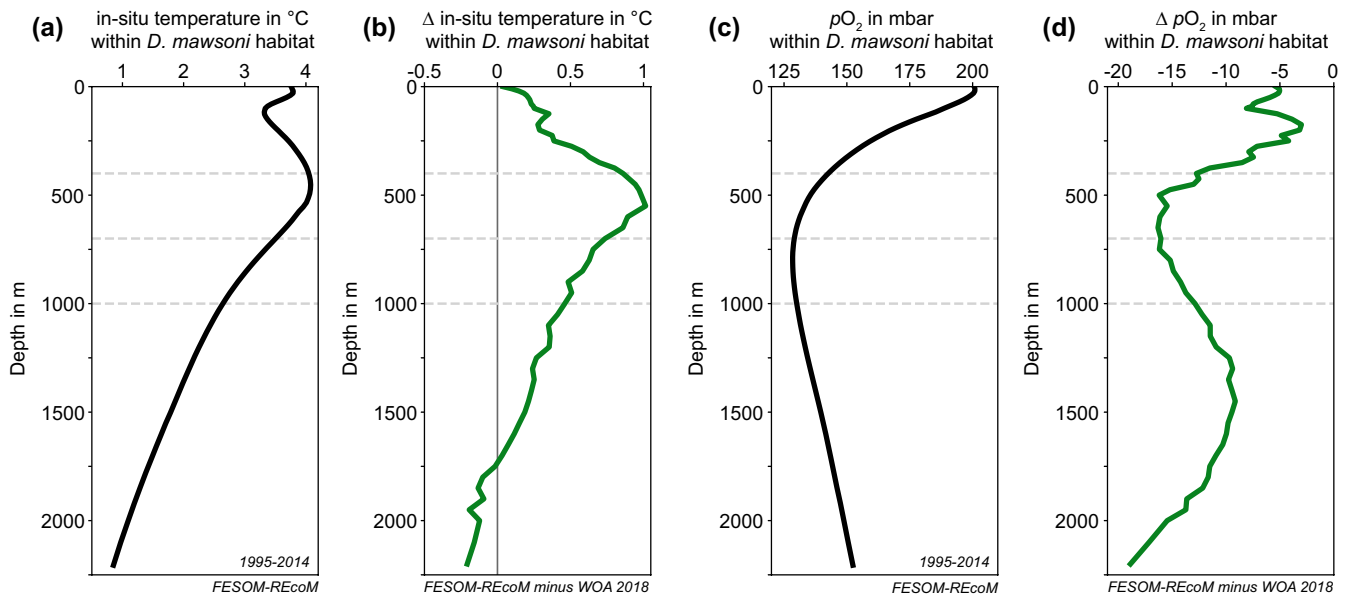 (a)
in-situ temperature in °C
within D. mawsoni habitat
1 2 3 4
0
500
1000
1500
2000
Depth in m
1995-2014
FESOM-REcoM
(b)
Δ in-situ temperature in °C
within D. mawsoni habitat
-0.5 0 0.5 1
0
500
1000
1500
2000
Depth in m
FESOM-REcoM minus WOA 2018
(c)
pO₂ in mbar
within D. mawsoni habitat
125 150 175 200
0
500
1000
1500
2000
Depth in m
1995-2014
FESOM-REcoM
(d)
Δ pO₂ in mbar
within D. mawsoni habitat
-20 -15 -10 -5 0
0
500
1000
1500
2000
Depth in m
FESOM-REcoM minus WOA 2018